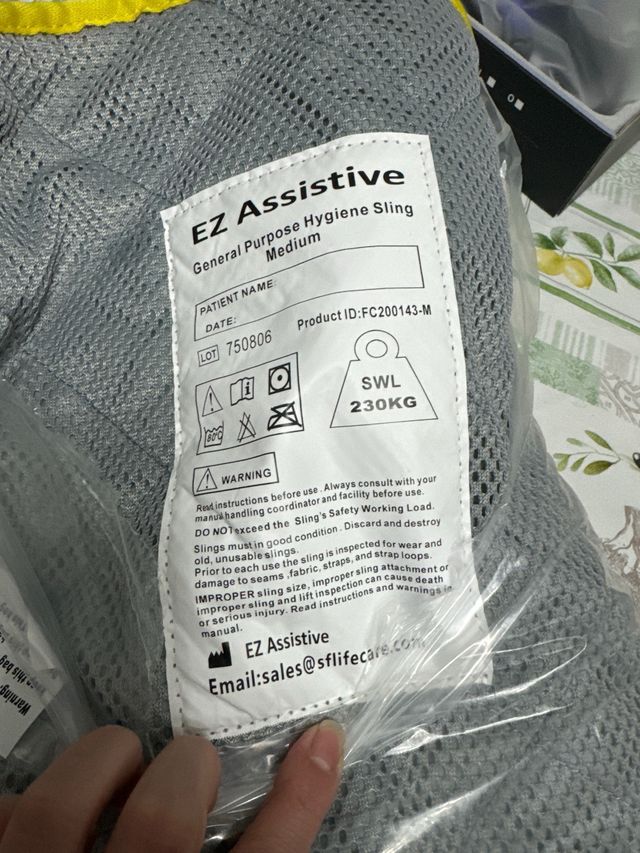 EZ Assistive
General Purpose Hygiene Sling
Medium
PATIENT NAME:
DATE:
Product ID:FC200143-M
LOT 750806
SWL
230KG
80°C
WARNING
Read instructions before use . Always consult with your
manual handling coordinator and facility before use.
DO NOT exceed the Sling's Safety Working Load.
Slings must in good condition . Discard and destroy
old, unusable slings.
Prior to each use the sling is inspected for wear and
damage to seams ,fabric, straps, and strap loops.
IMPROPER sling size, improper sling attachment or
improper sling and lift inspection can cause death
or serious injury. Read instructions and warnings in
manual.
EZ Assistive
Email:sales@sflifecare.com
Warning:
this bag